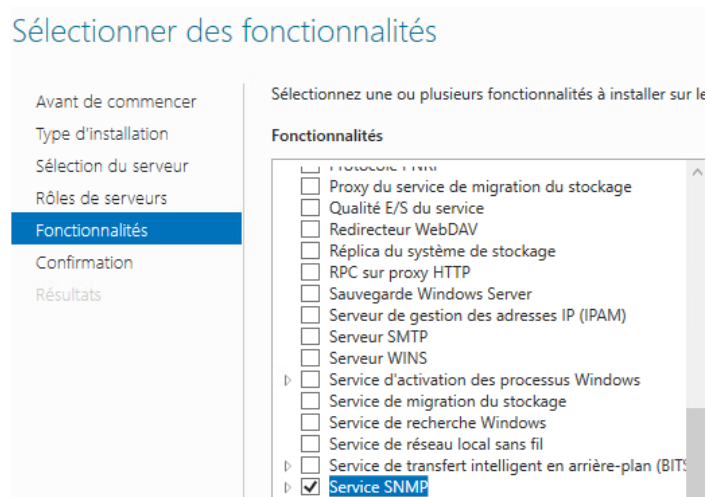 Sélectionner des fonctionnalités
Avant de commencer
Type d'installation
Sélection du serveur
Rôles de serveurs
Fonctionnalités
Confirmation
Résultats
Sélectionnez une ou plusieurs fonctionnalités à installer sur le
Fonctionnalités
Proxy du service de migration du stockage
Qualité E/S du service
Redirecteur WebDAV
Réplica du système de stockage
RPC sur proxy HTTP
Sauvegarde Windows Server
Serveur de gestion des adresses IP (IPAM)
Serveur SMTP
Serveur WINS
Service d'activation des processus Windows
Service de migration du stockage
Service de recherche Windows
Service de réseau local sans fil
Service de transfert intelligent en arrière-plan (BITS
Service SNMP